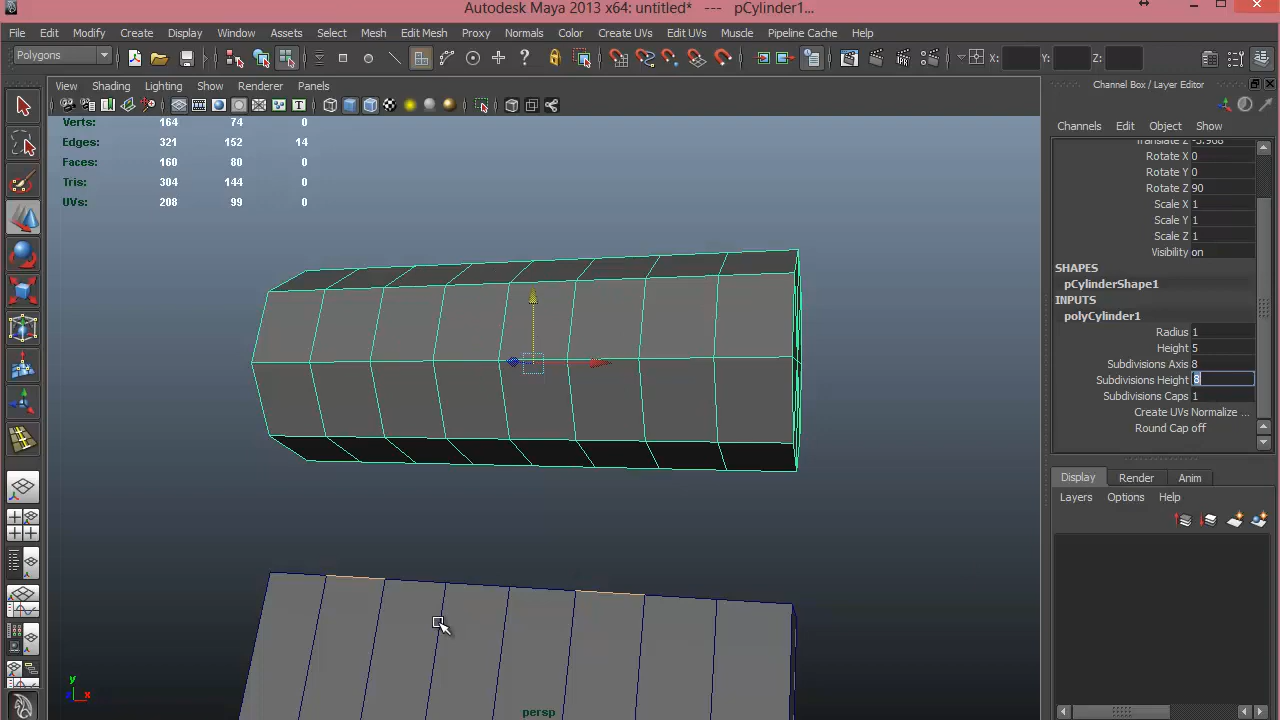 Autodesk Maya 2013 x64: untitled*   ---   pCylinder1...
File Edit Modify Create Display Window Assets Select Mesh Edit Mesh Proxy Normals Color Create UVs Edit UVs Muscle Pipeline Cache Help
Polygons X: Y: Z:
View Shading Lighting Show Renderer Panels
Channel Box / Layer Editor
Channels Edit Object Show
Verts: 164 74 0
Edges: 321 152 14
Faces: 160 80 0
Tris: 304 144 0
UVs: 208 99 0
Translate Z -3.968
Rotate X 0
Rotate Y 0
Rotate Z 90
Scale X 1
Scale Y 1
Scale Z 1
Visibility on
SHAPES
pCylinderShape1
INPUTS
polyCylinder1
Radius 1
Height 5
Subdivisions Axis 8
Subdivisions Height 8
Subdivisions Caps 1
Create UVs Normalize ...
Round Cap off
Display Render Anim
Layers Options Help
y
z x
persp